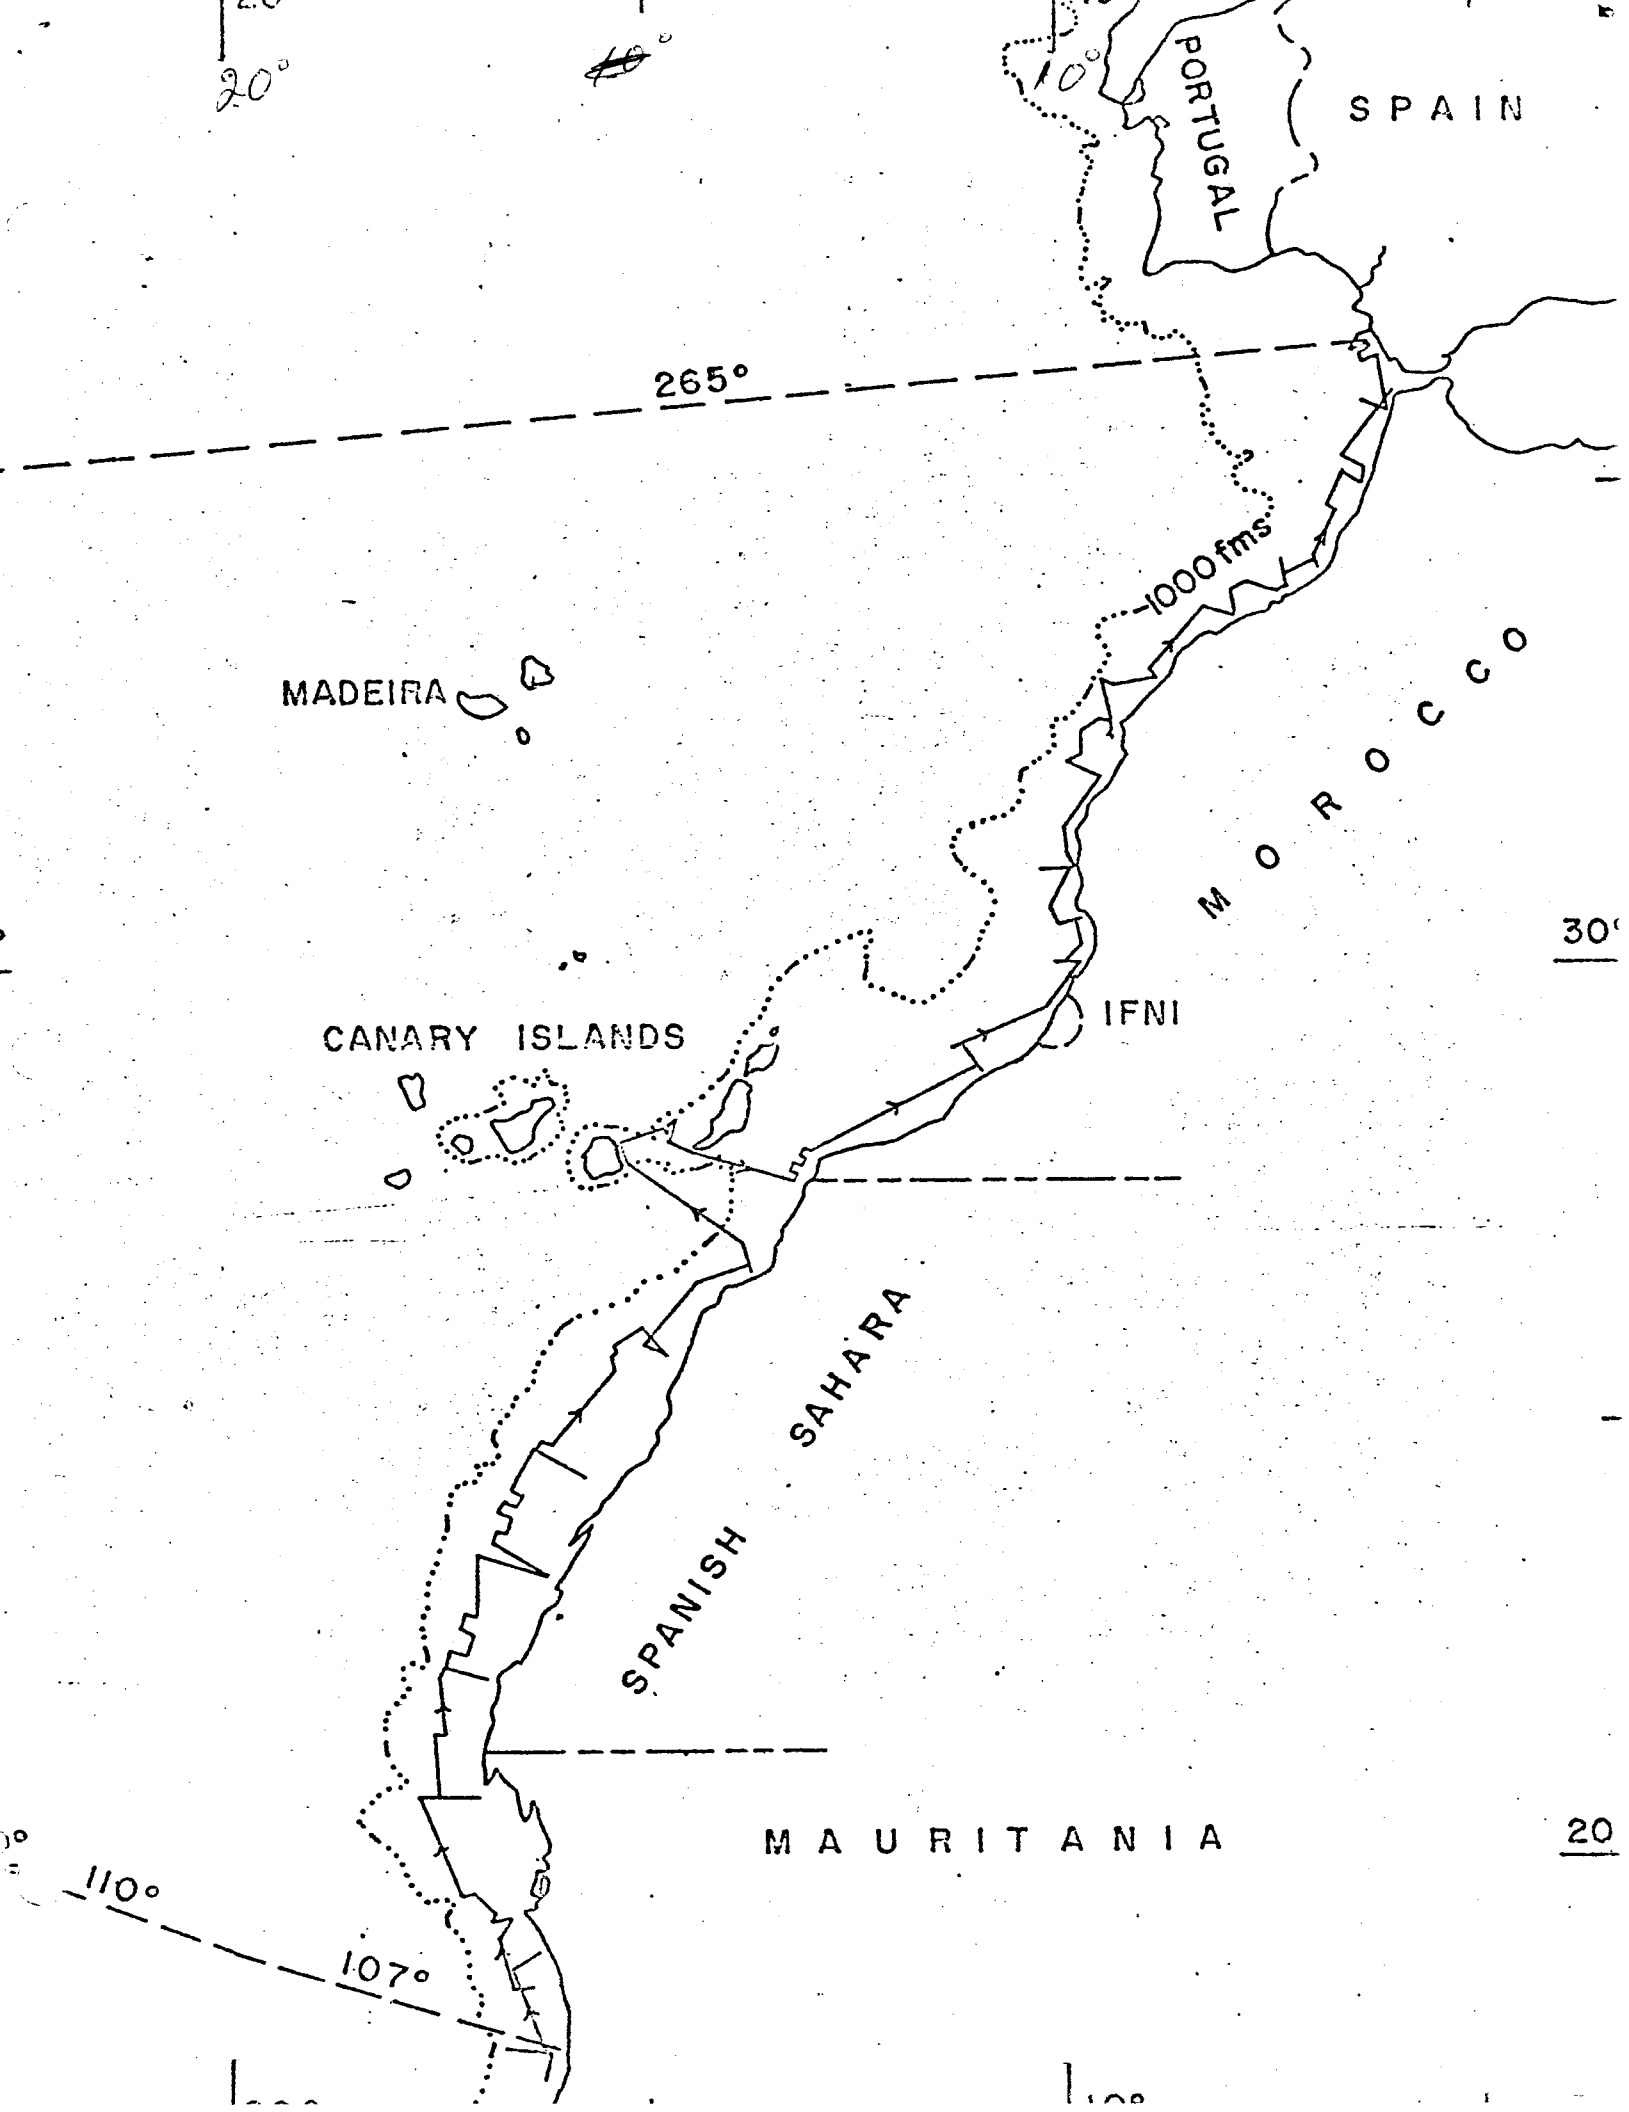 20°
10°
PORTUGAL
SPAIN
265°
-1000 fms
MADEIRA
MOROCCO
30°
CANARY ISLANDS
IFNI
SPANISH SAHARA
MAURITANIA
20
110°
107°
10°